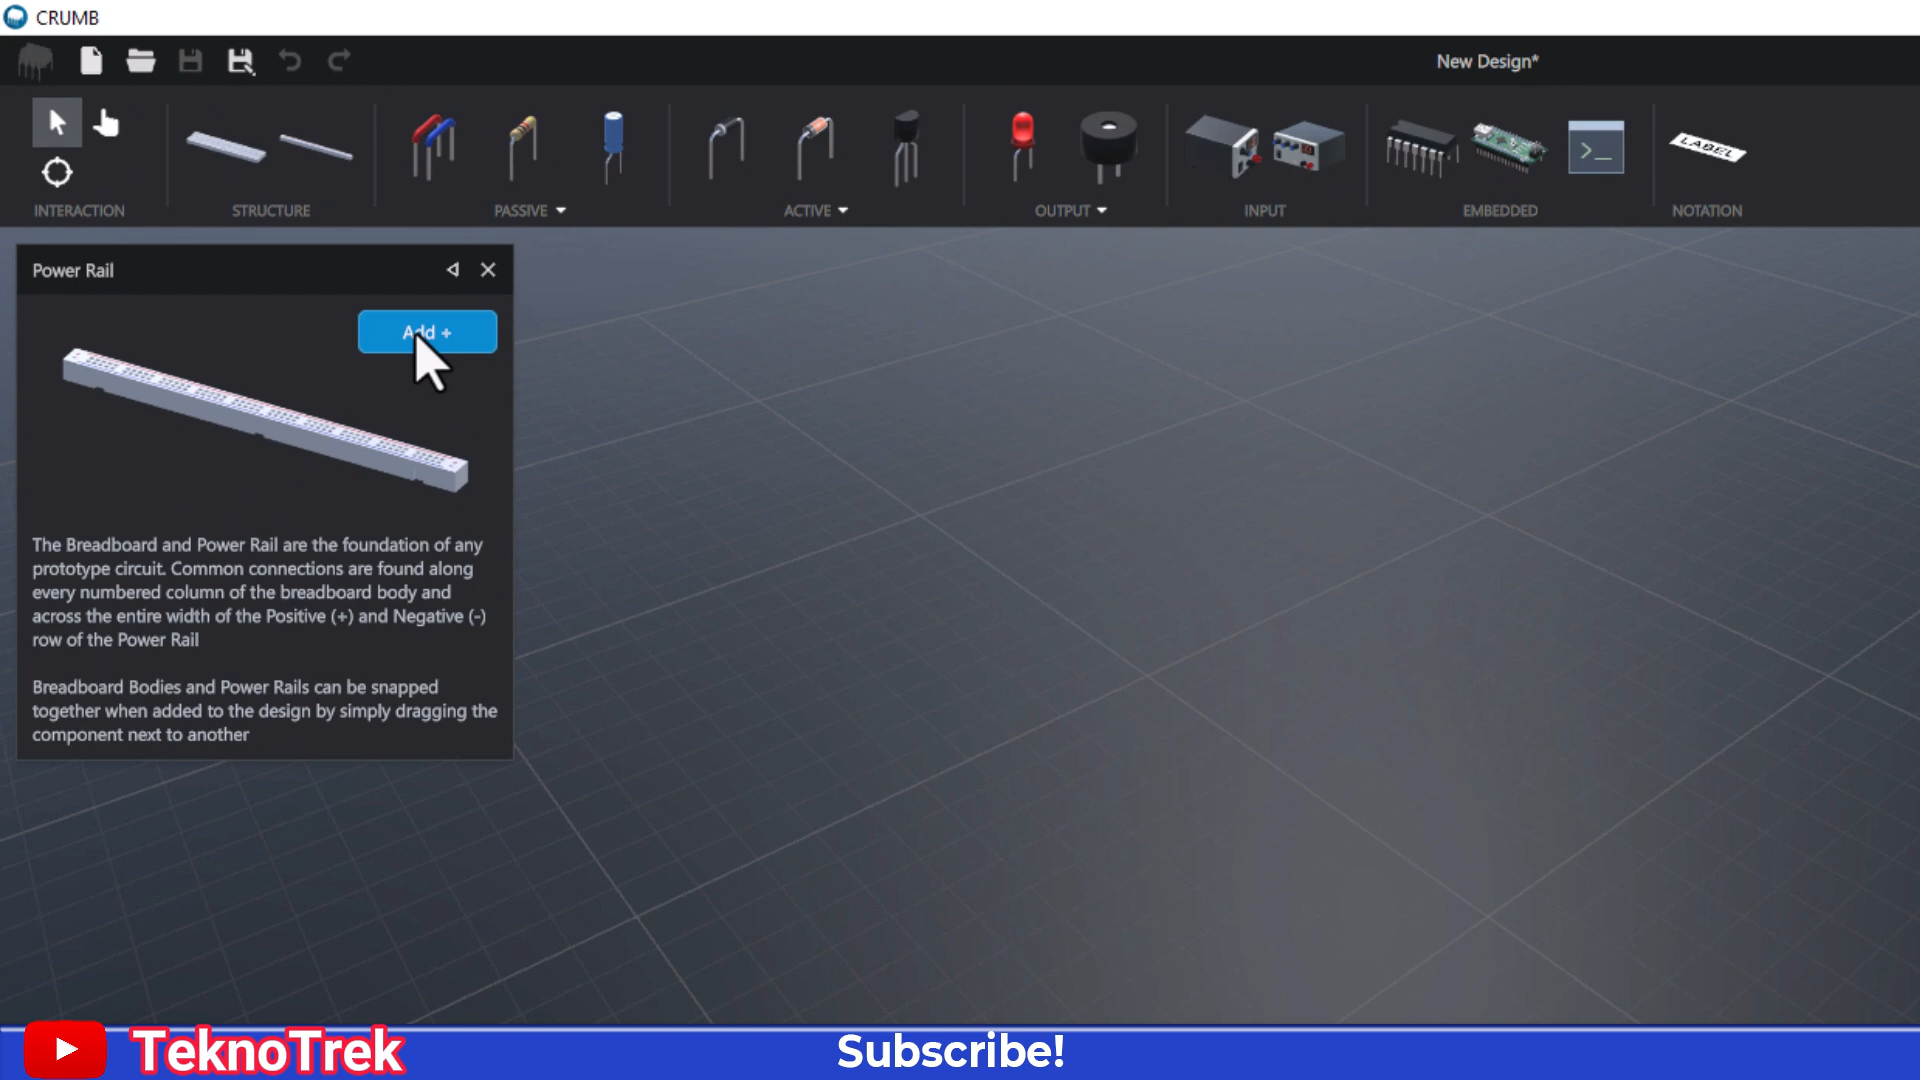 CRUMB
New Design*
LABEL
INTERACTION
STRUCTURE
PASSIVE
ACTIVE
OUTPUT
INPUT
EMBEDDED
NOTATION
Power Rail
Add +
The Breadboard and Power Rail are the foundation of any
prototype circuit. Common connections are found along
every numbered column of the breadboard body and
across the entire width of the Positive (+) and Negative (-)
row of the Power Rail
Breadboard Bodies and Power Rails can be snapped
together when added to the design by simply dragging the
component next to another
TeknoTrek
Subscribe!